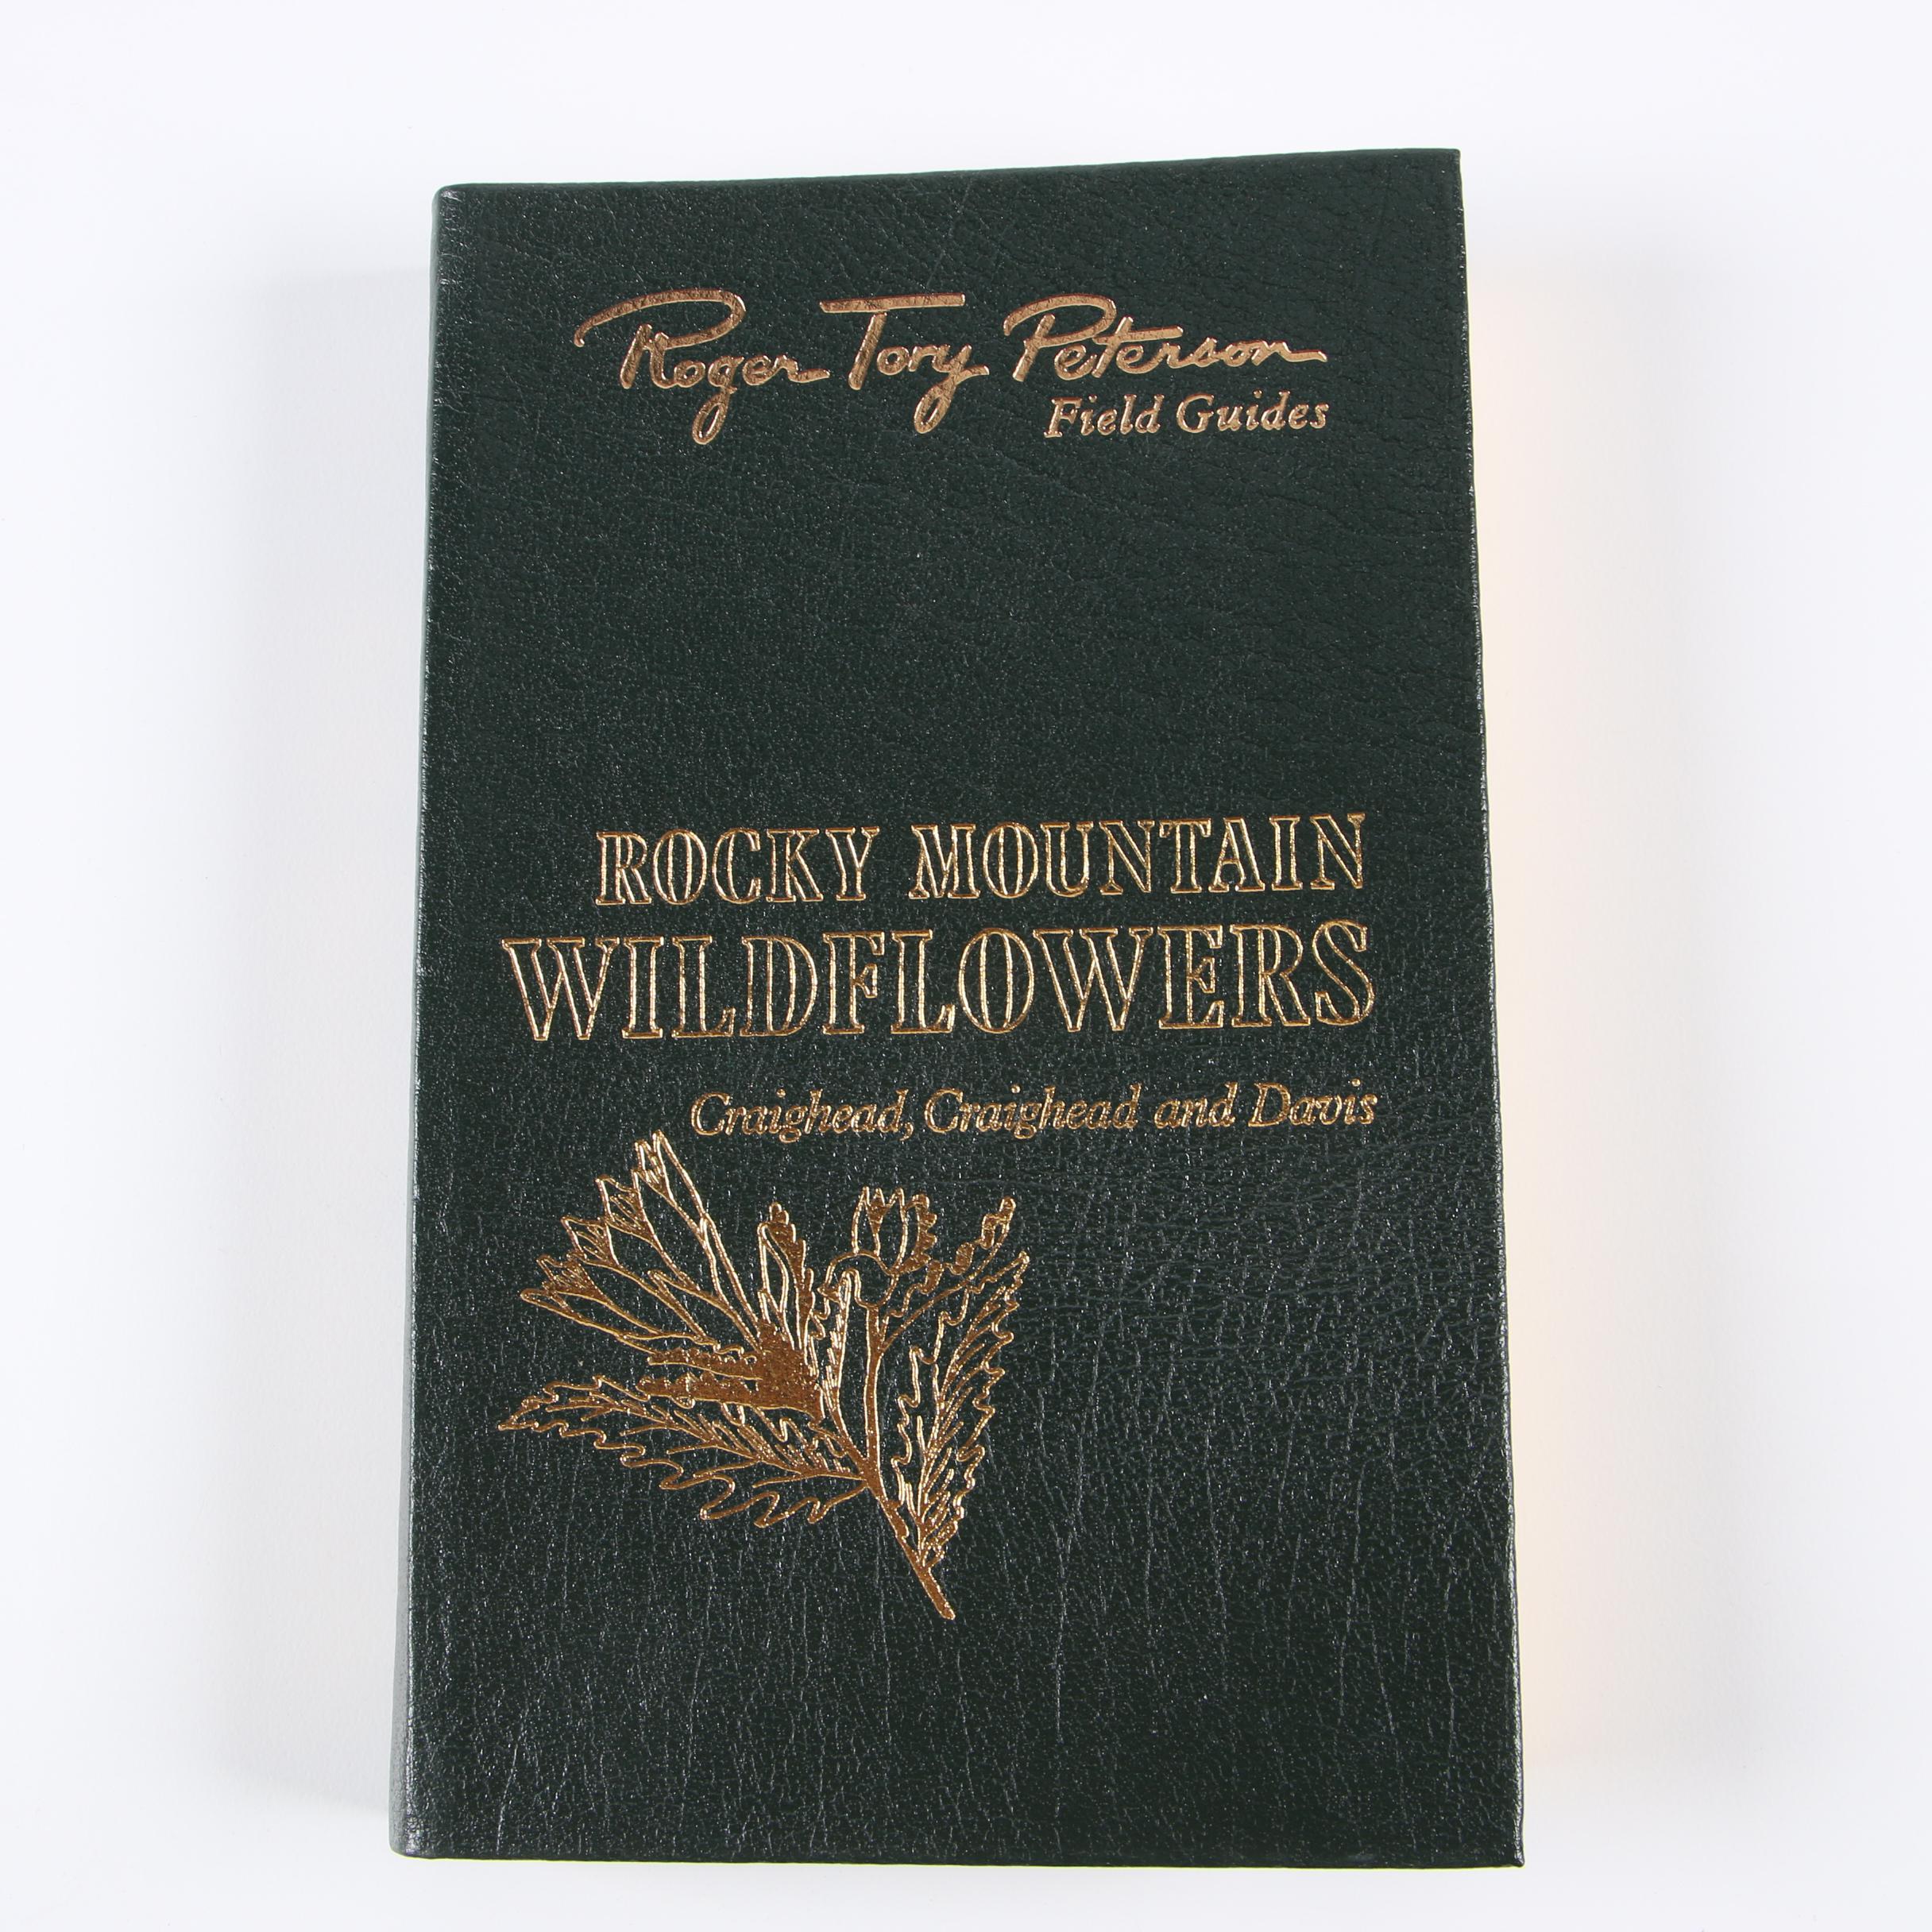 Roger Tory Peterson
Field Guides
ROCKY MOUNTAIN
WILDFLOWERS
Craighead, Craighead and Davis